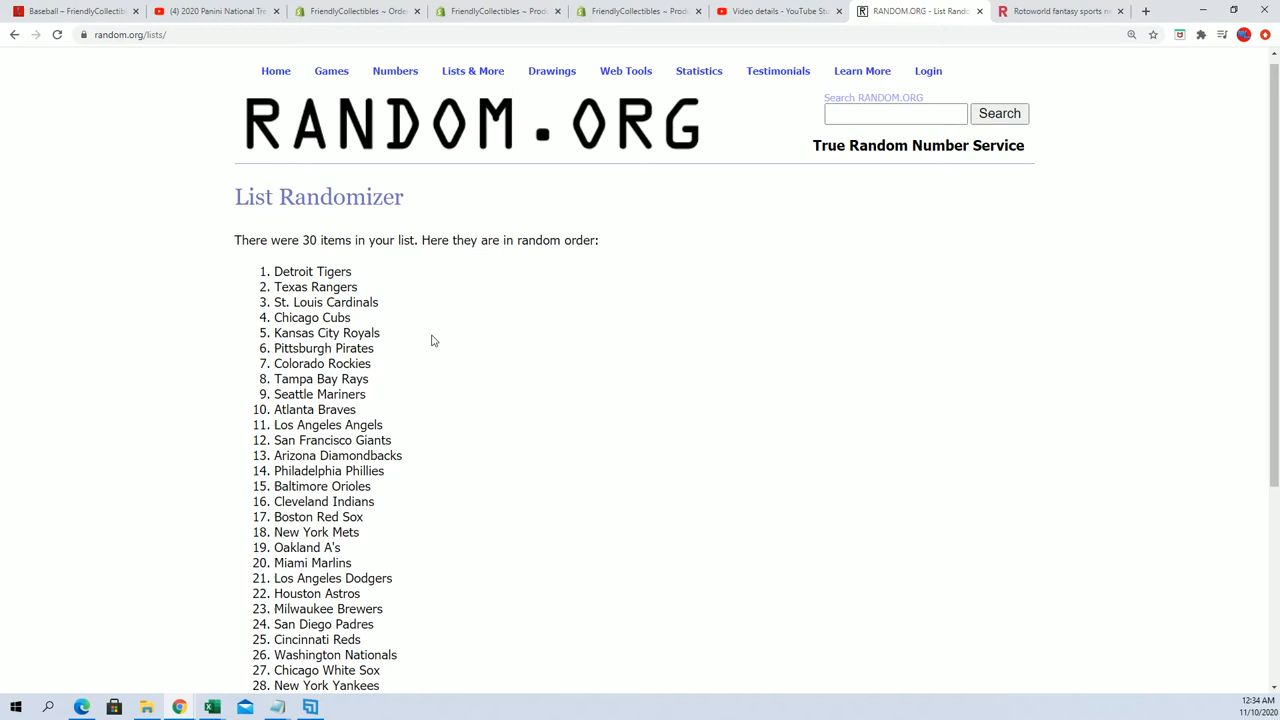 Baseball – FriendlyCollectibl
(4) 2020 Panini National Tre
FriendlyCollectibles ~ Orde
FriendlyCollectibles ~ Produ
FriendlyCollectibles ~ Produ
Video details - YouTube Stu
RANDOM.ORG - List Rando
Rotoworld fantasy sports ne
random.org/lists/
Home Games Numbers Lists & More Drawings Web Tools Statistics Testimonials Learn More Login
RANDOM.ORG
Search RANDOM.ORG
Search
True Random Number Service
List Randomizer
There were 30 items in your list. Here they are in random order:
1. Detroit Tigers
2. Texas Rangers
3. St. Louis Cardinals
4. Chicago Cubs
5. Kansas City Royals
6. Pittsburgh Pirates
7. Colorado Rockies
8. Tampa Bay Rays
9. Seattle Mariners
10. Atlanta Braves
11. Los Angeles Angels
12. San Francisco Giants
13. Arizona Diamondbacks
14. Philadelphia Phillies
15. Baltimore Orioles
16. Cleveland Indians
17. Boston Red Sox
18. New York Mets
19. Oakland A's
20. Miami Marlins
21. Los Angeles Dodgers
22. Houston Astros
23. Milwaukee Brewers
24. San Diego Padres
25. Cincinnati Reds
26. Washington Nationals
27. Chicago White Sox
28. New York Yankees
12:34 AM
11/10/2020